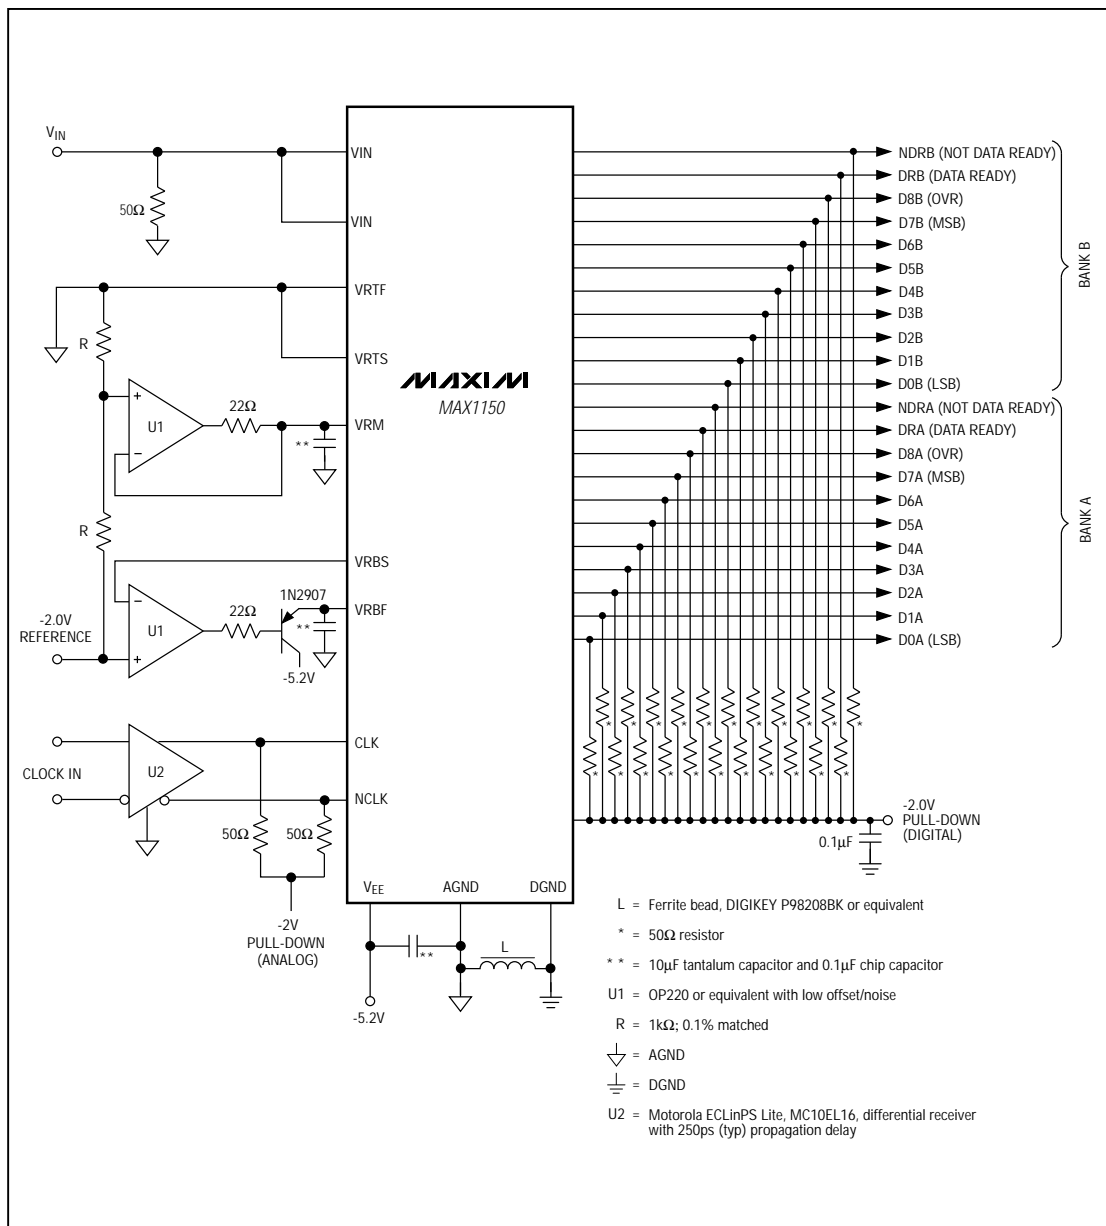 VIN
50Ω
R
R
-2.0V
REFERENCE
+
U1
−
22Ω
**
−
U1
+
22Ω
1N2907
**
-5.2V
CLOCK IN
U2
50Ω
50Ω
-2V
PULL-DOWN
(ANALOG)
VIN
VIN
VRTF
VRTS
VRM
VRBS
VRBF
CLK
NCLK
MAXIM
MAX1150
VEE
AGND
DGND
**
L
-5.2V
NDRB (NOT DATA READY)
DRB (DATA READY)
D8B (OVR)
D7B (MSB)
D6B
D5B
D4B
D3B
D2B
D1B
D0B (LSB)
BANK B
NDRA (NOT DATA READY)
DRA (DATA READY)
D8A (OVR)
D7A (MSB)
D6A
D5A
D4A
D3A
D2A
D1A
D0A (LSB)
BANK A
* * * * * * * * * * *
* * * * * * * * * * *
-2.0V
PULL-DOWN
(DIGITAL)
0.1µF
L = Ferrite bead, DIGIKEY P98208BK or equivalent
* = 50Ω resistor
** = 10µF tantalum capacitor and 0.1µF chip capacitor
U1 = OP220 or equivalent with low offset/noise
R = 1kΩ; 0.1% matched
= AGND
= DGND
U2 = Motorola ECLinPS Lite, MC10EL16, differential receiver
with 250ps (typ) propagation delay